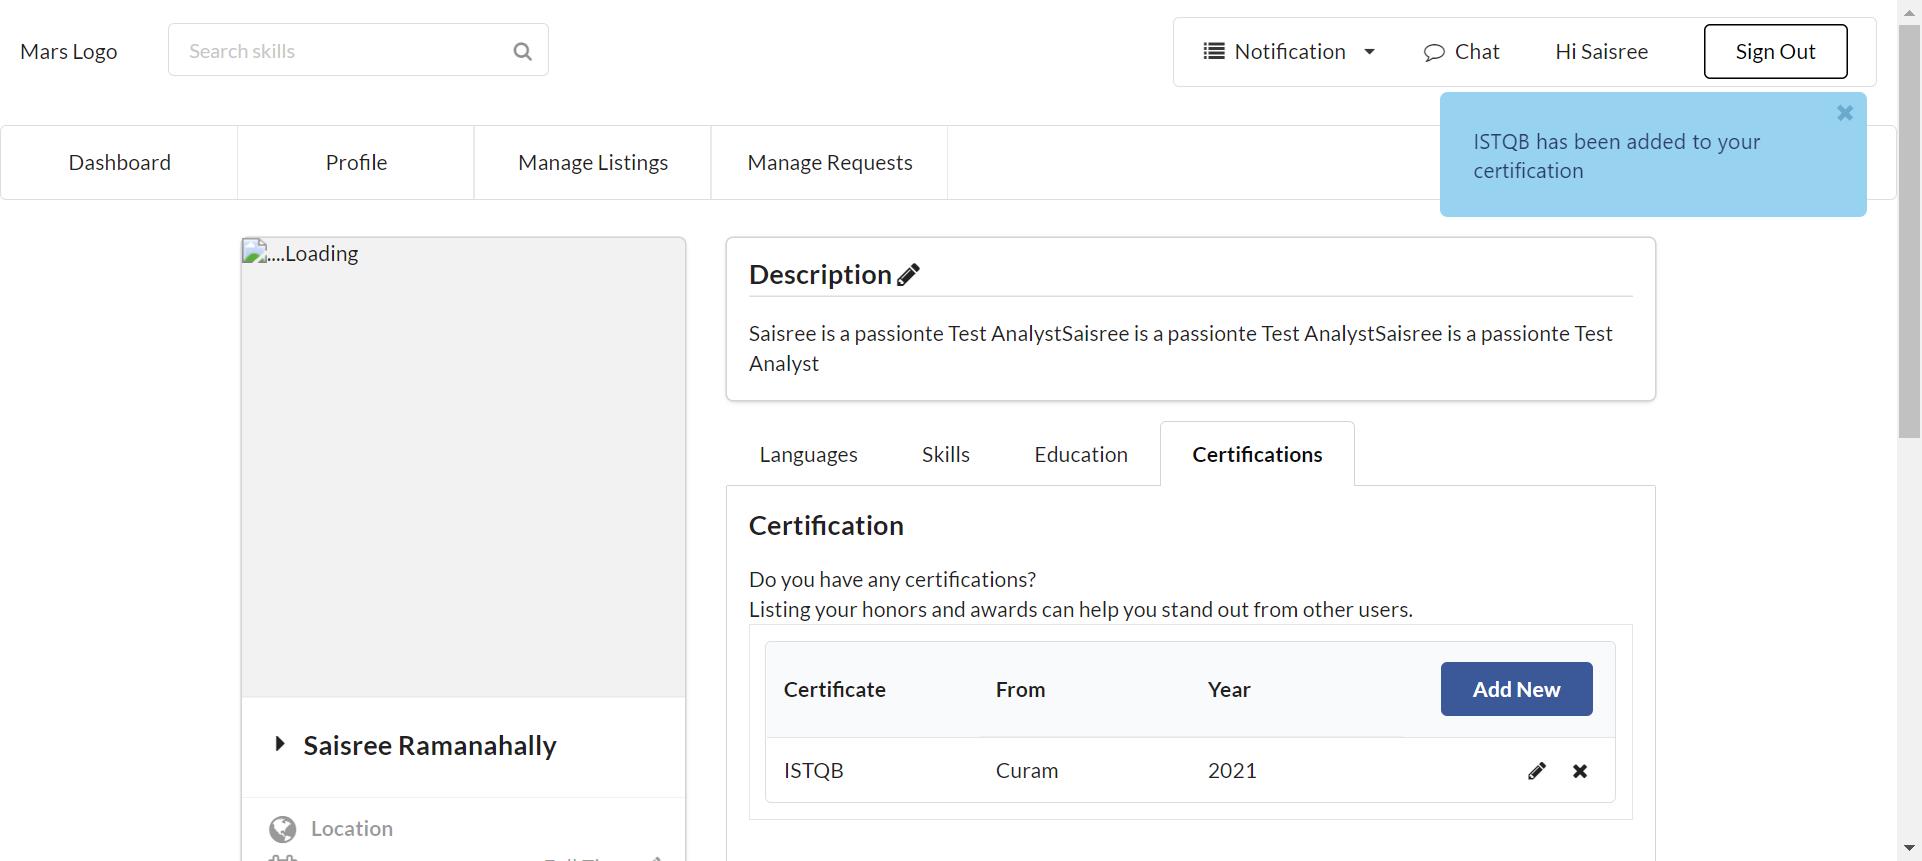 Mars Logo
Search skills
Notification
Chat
Hi Saisree
Sign Out
ISTQB has been added to your
certification
Dashboard
Profile
Manage Listings
Manage Requests
....Loading
Description
Saisree is a passionte Test AnalystSaisree is a passionte Test AnalystSaisree is a passionte Test
Analyst
Languages
Skills
Education
Certifications
Certification
Do you have any certifications?
Listing your honors and awards can help you stand out from other users.
Certificate
From
Year
Add New
ISTQB
Curam
2021
Saisree Ramanahally
Location